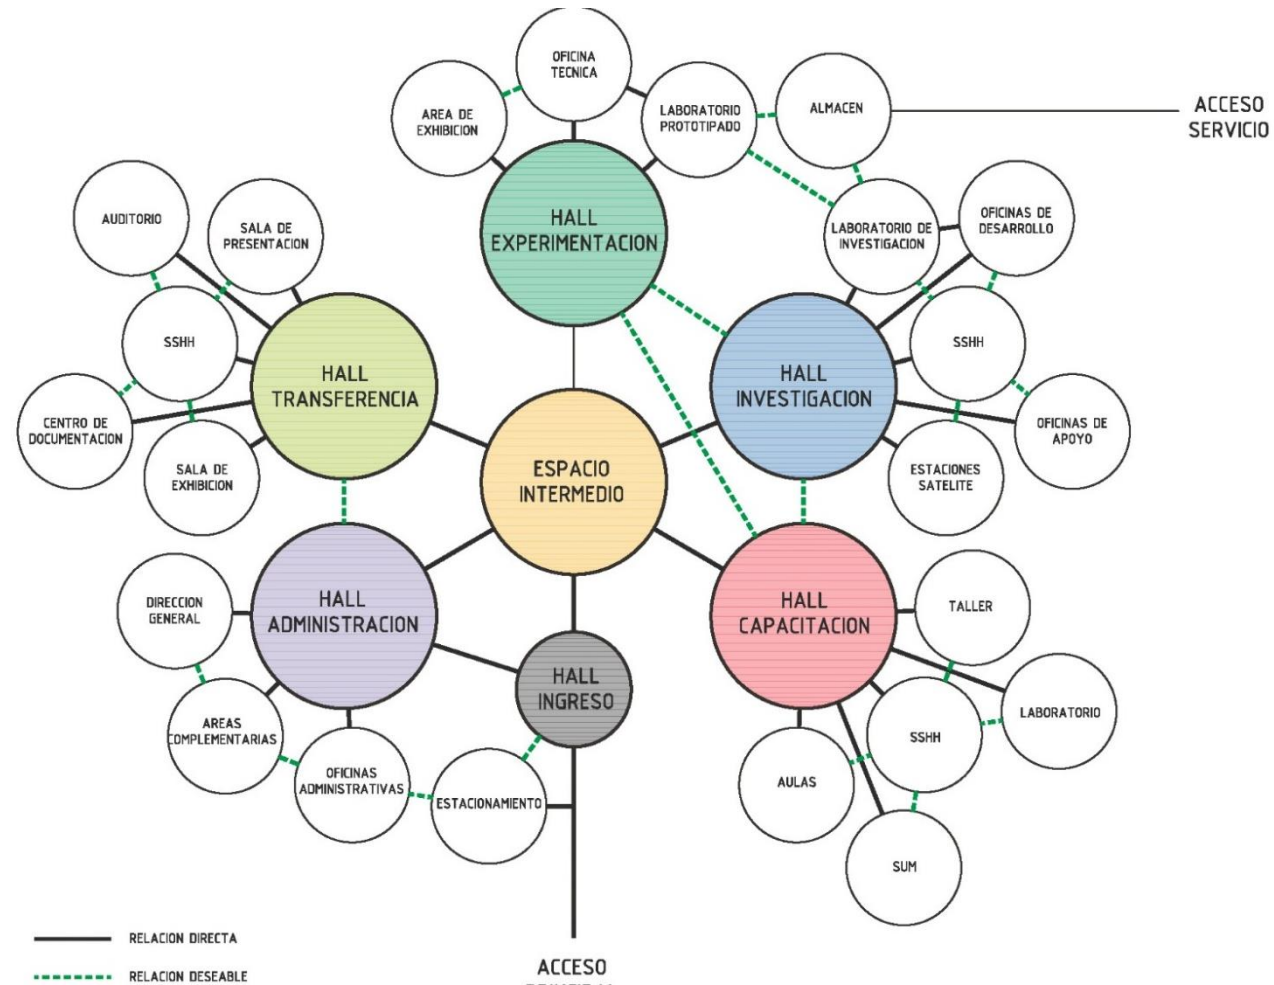 OFICINA
TECNICA
AREA DE
EXHIBICION
LABORATORIO
PROTOTIPADO
ALMACEN
ACCESO
SERVICIO
HALL
EXPERIMENTACION
AUDITORIO
SALA DE
PRESENTACION
LABORATORIO DE
INVESTIGACION
OFICINAS DE
DESARROLLO
SSHH
SSHH
HALL
TRANSFERENCIA
HALL
INVESTIGACION
CENTRO DE
DOCUMENTACION
SALA DE
EXHIBICION
ESPACIO
INTERMEDIO
OFICINAS DE
APOYO
ESTACIONES
SATELITE
DIRECCION
GENERAL
HALL
ADMINISTRACION
HALL
CAPACITACION
TALLER
HALL
INGRESO
AREAS
COMPLEMENTARIAS
OFICINAS
ADMINISTRATIVAS
ESTACIONAMIENTO
AULAS
SSHH
LABORATORIO
SUM
RELACION DIRECTA
RELACION DESEABLE
ACCESO